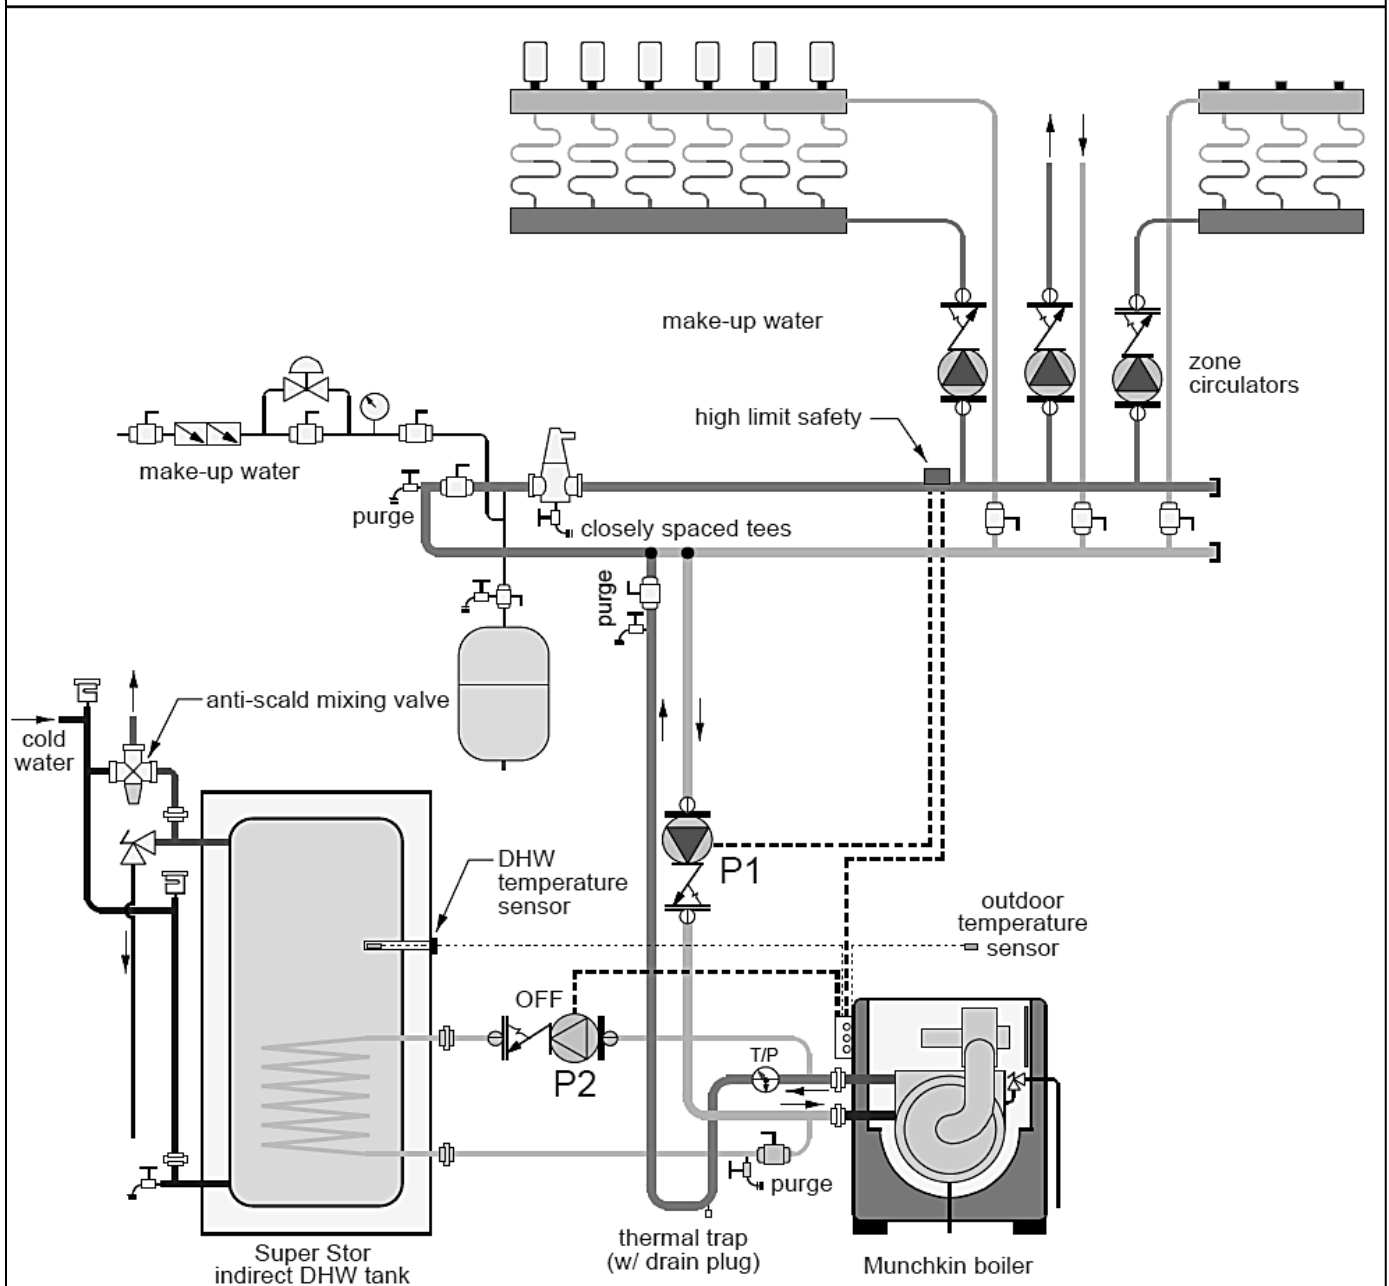 make-up water
zone
circulators
high limit safety
make-up water
purge
closely spaced tees
purge
anti-scald mixing valve
cold
water
P1
DHW
temperature
sensor
outdoor
temperature
sensor
OFF
P2
T/P
purge
thermal trap
(w/ drain plug)
Munchkin boiler
Super Stor
indirect DHW tank